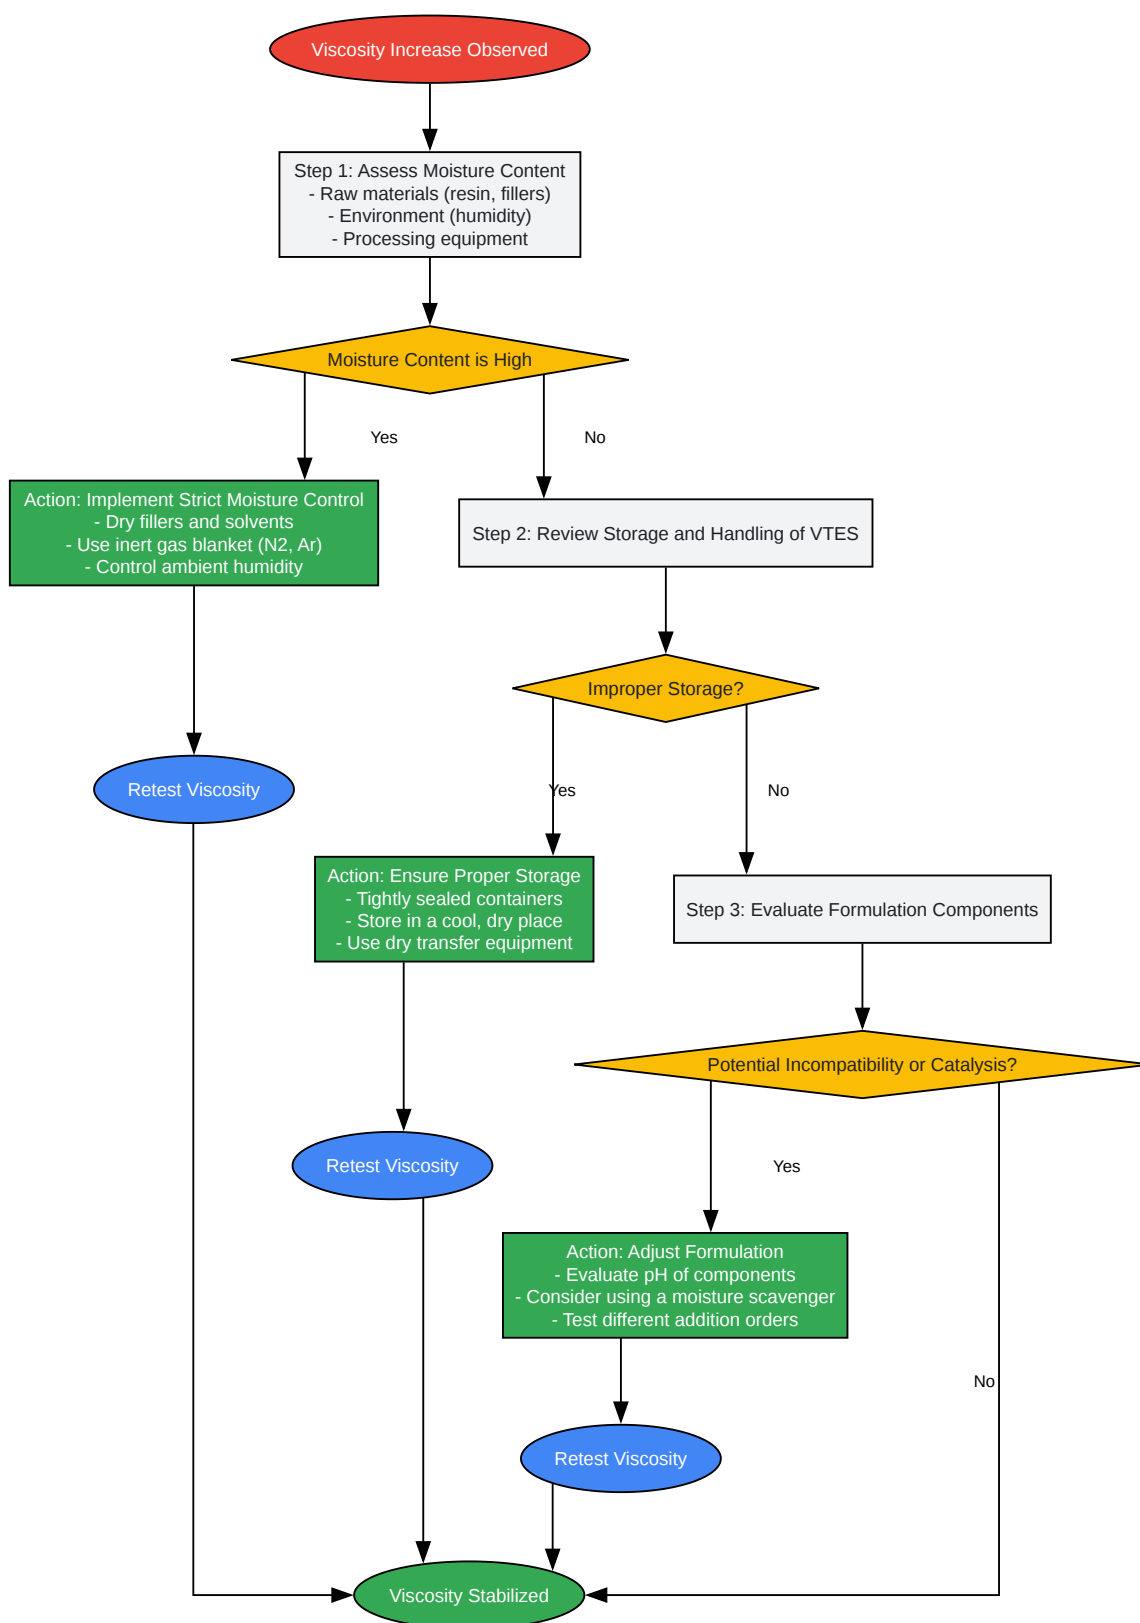 Viscosity Increase Observed
Step 1: Assess Moisture Content
- Raw materials (resin, fillers)
- Environment (humidity)
- Processing equipment
Moisture Content is High
Yes
No
Action: Implement Strict Moisture Control
- Dry fillers and solvents
- Use inert gas blanket (N2, Ar)
- Control ambient humidity
Step 2: Review Storage and Handling of VTES
Improper Storage?
Retest Viscosity
Yes
No
Action: Ensure Proper Storage
- Tightly sealed containers
- Store in a cool, dry place
- Use dry transfer equipment
Step 3: Evaluate Formulation Components
Potential Incompatibility or Catalysis?
Retest Viscosity
Yes
Action: Adjust Formulation
- Evaluate pH of components
- Consider using a moisture scavenger
- Test different addition orders
No
Retest Viscosity
Viscosity Stabilized